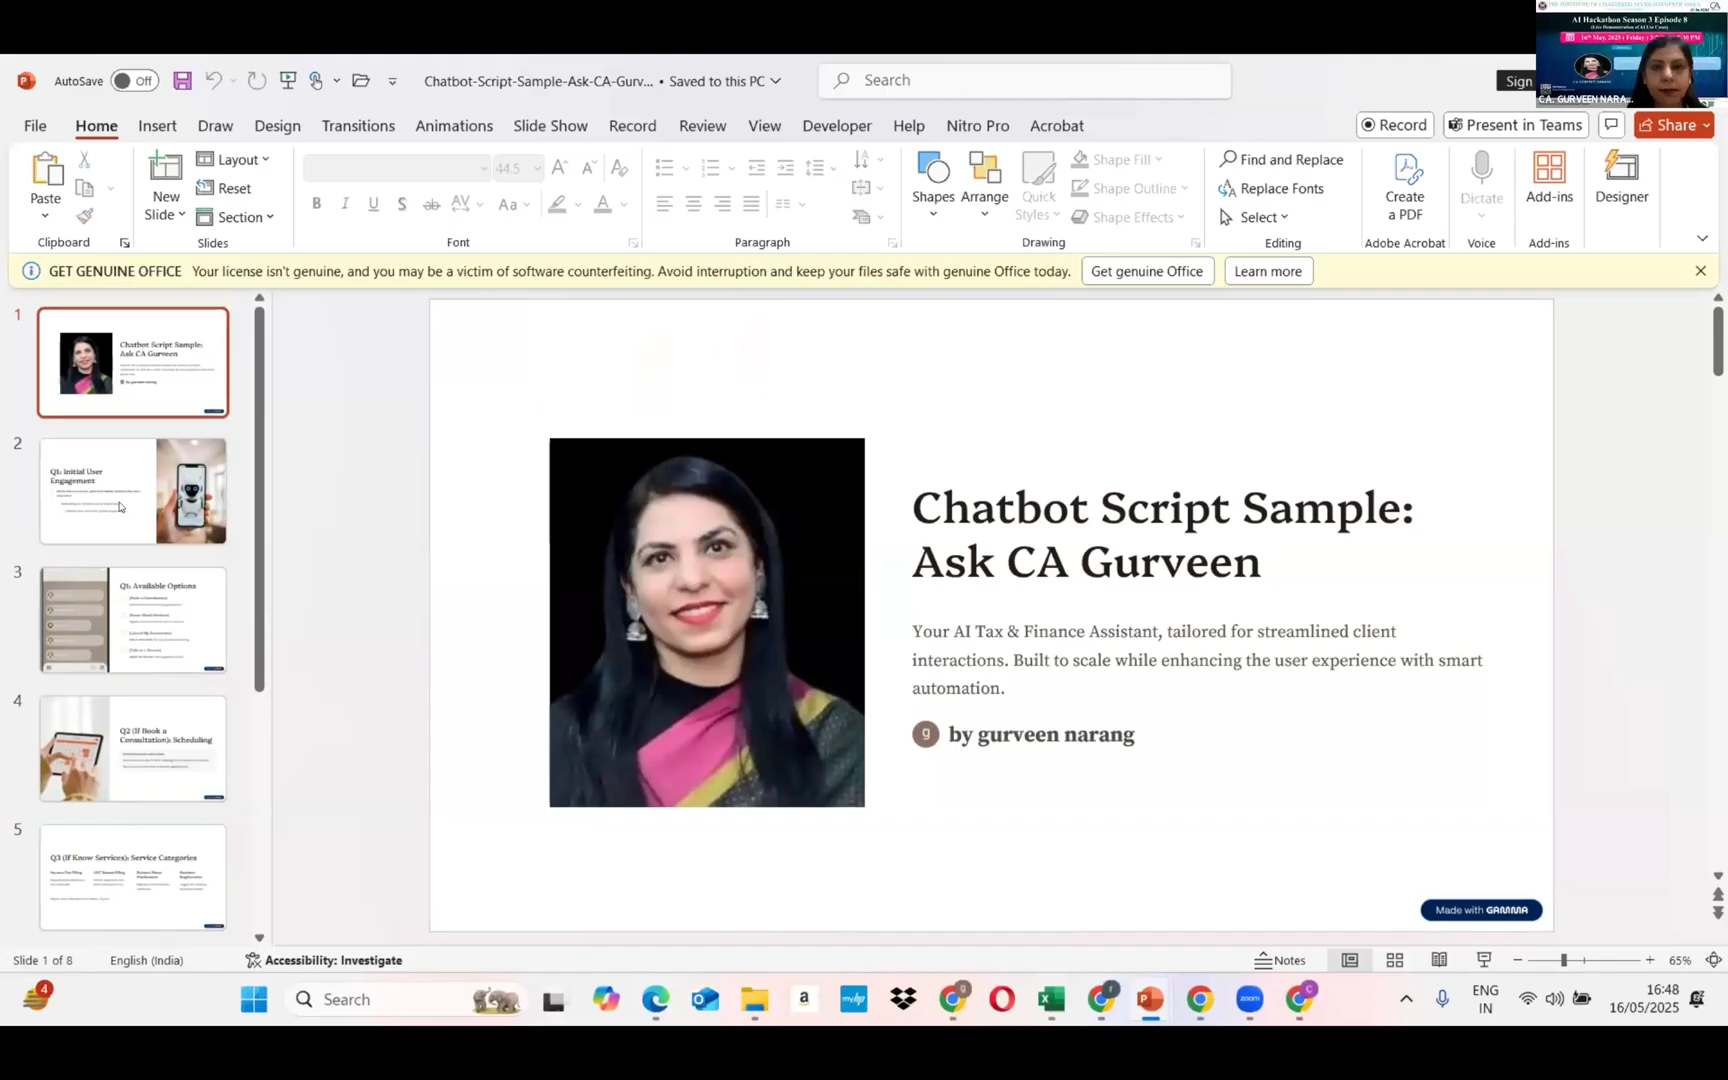 AI Hackathon Season 3 Episode 8
CA. GURVEEN NARA...
AutoSave Off
Chatbot-Script-Sample-Ask-CA-Gurv... • Saved to this PC
Search
Sign
File Home Insert Draw Design Transitions Animations Slide Show Record Review View Developer Help Nitro Pro Acrobat
Record
Present in Teams
Share
Paste
New Slide
Layout
Reset
Section
44.5
Shapes
Arrange
Quick Styles
Shape Fill
Shape Outline
Shape Effects
Find and Replace
Replace Fonts
Select
Create a PDF
Dictate
Add-ins
Designer
Clipboard
Slides
Font
Paragraph
Drawing
Editing
Adobe Acrobat
Voice
Add-ins
GET GENUINE OFFICE Your license isn't genuine, and you may be a victim of software counterfeiting. Avoid interruption and keep your files safe with genuine Office today. Get genuine Office Learn more
1
Chatbot Script Sample:
Ask CA Gurveen
2
Q1: Initial User
Engagement
3
Q1: Available Options
4
Q2 (If Book a
Consultation): Scheduling
5
Q3 (If Know Services): Service Categories
Chatbot Script Sample:
Ask CA Gurveen
Your AI Tax & Finance Assistant, tailored for streamlined client
interactions. Built to scale while enhancing the user experience with smart
automation.
g by gurveen narang
Made with GAMMA
Slide 1 of 8 English (India) Accessibility: Investigate Notes 65%
4
Search
ENG
IN
16:48
16/05/2025